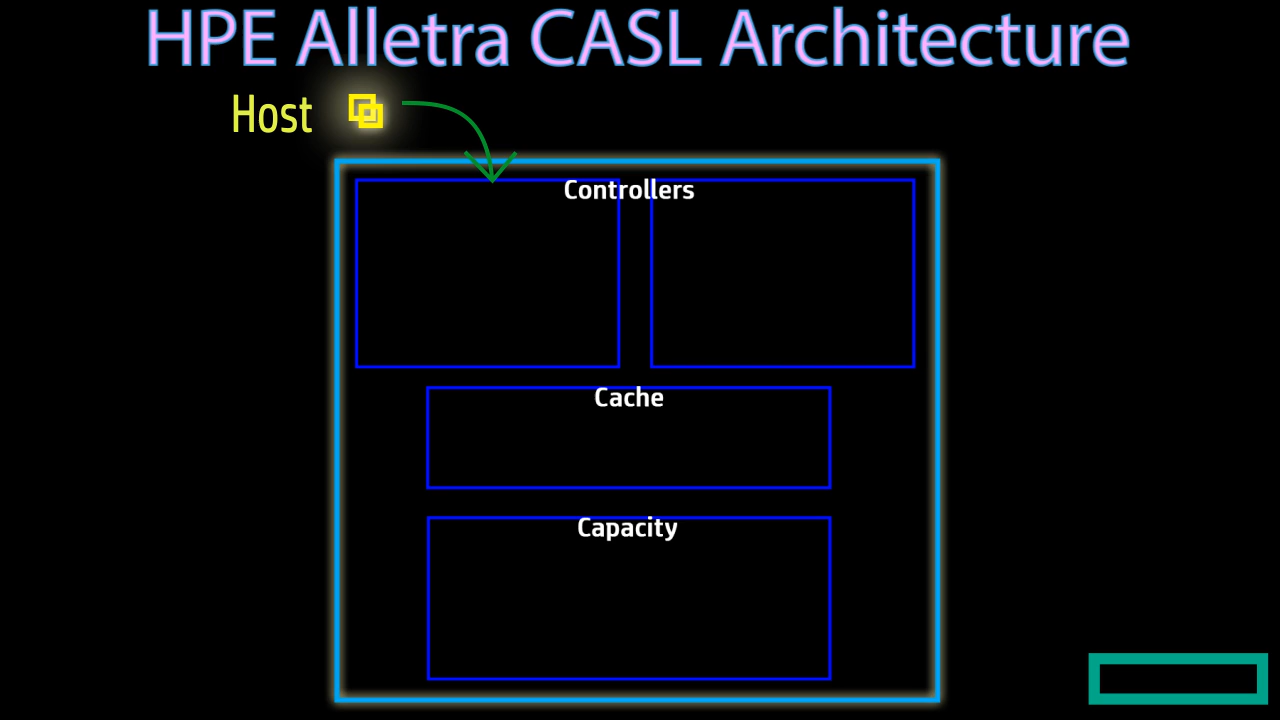 HPE Alletra CASL Architecture
Host
Controllers
Cache
Capacity